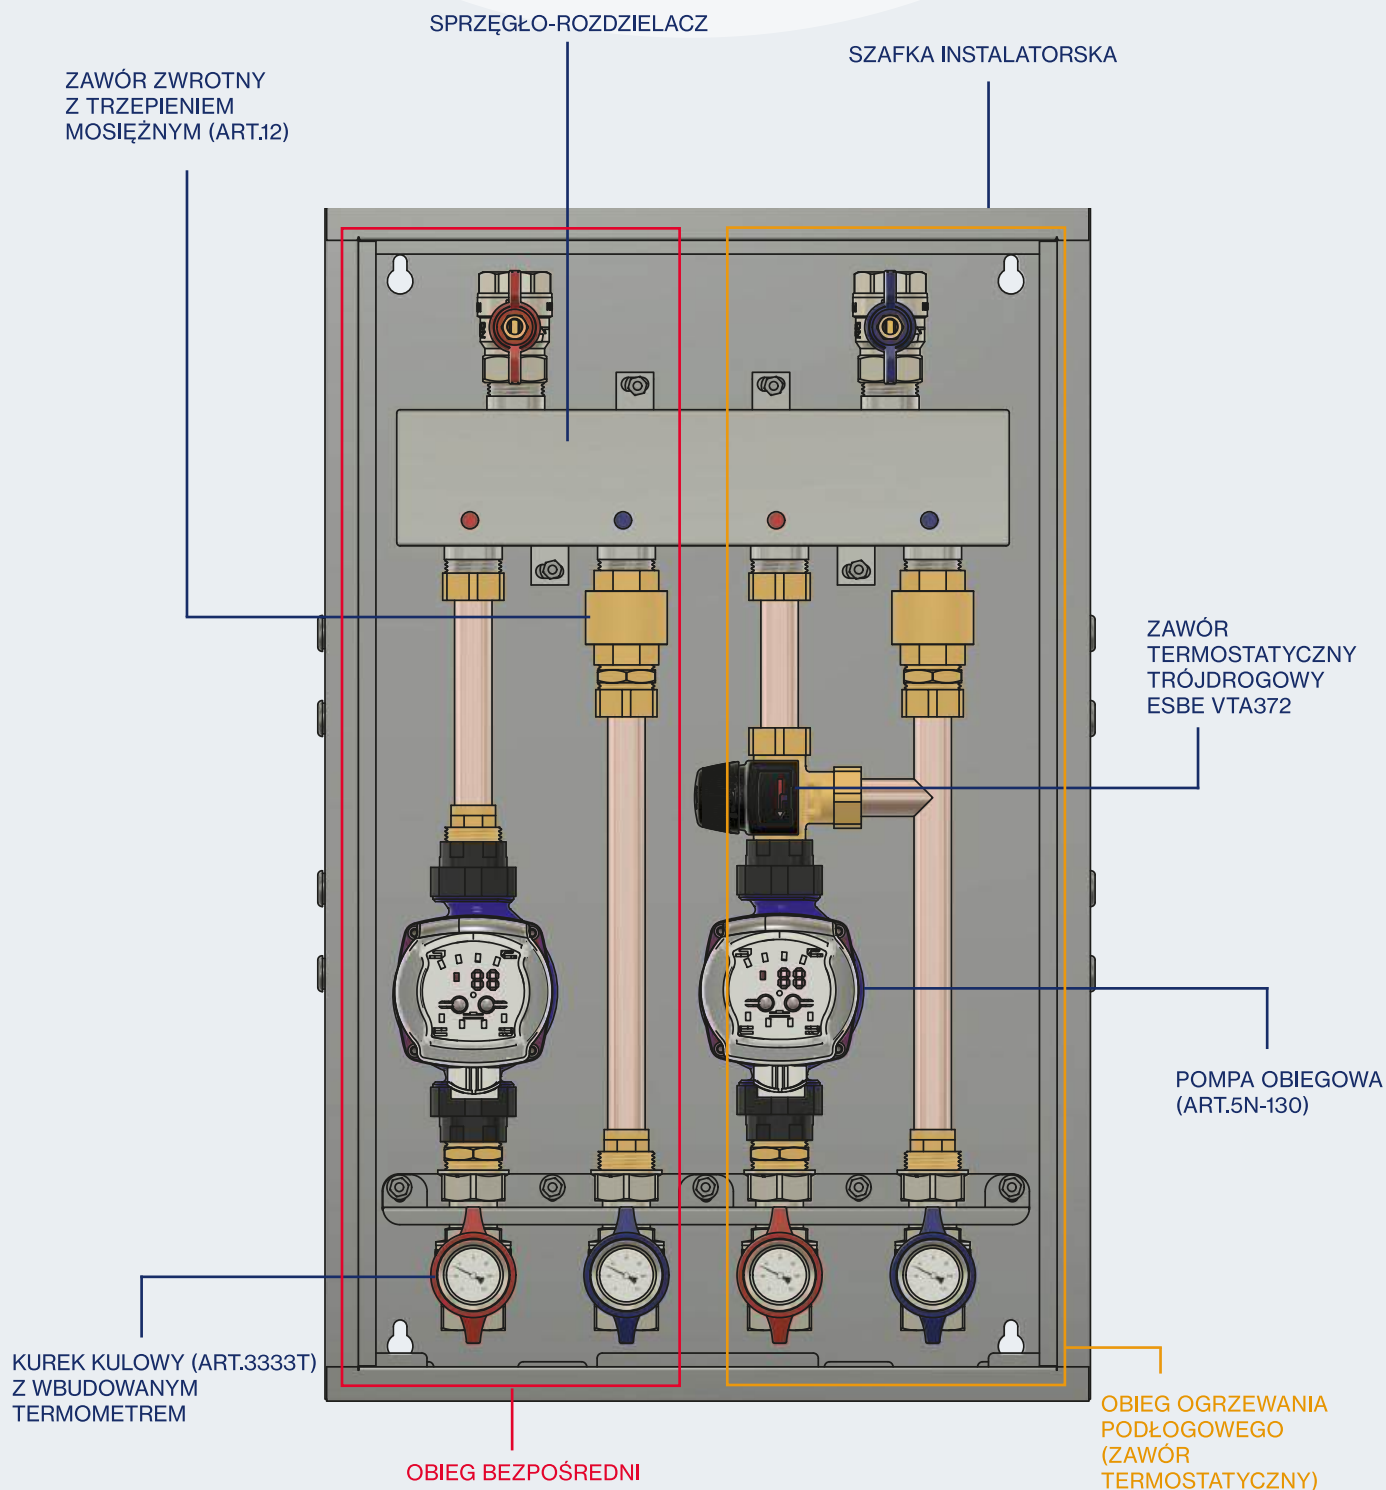 SPRZĘGŁO-ROZDZIELACZ
SZAFKA INSTALATORSKA
ZAWÓR ZWROTNY
Z TRZEPIENIEM
MOSIĘŻNYM (ART.12)
ZAWÓR
TERMOSTATYCZNY
TRÓJDROGOWY
ESBE VTA372
POMPA OBIEGOWA
(ART.5N-130)
KUREK KULOWY (ART.3333T)
Z WBUDOWANYM
TERMOMETREM
OBIEG BEZPOŚREDNI
OBIEG OGRZEWANIA
PODŁOGOWEGO
(ZAWÓR
TERMOSTATYCZNY)
88
88